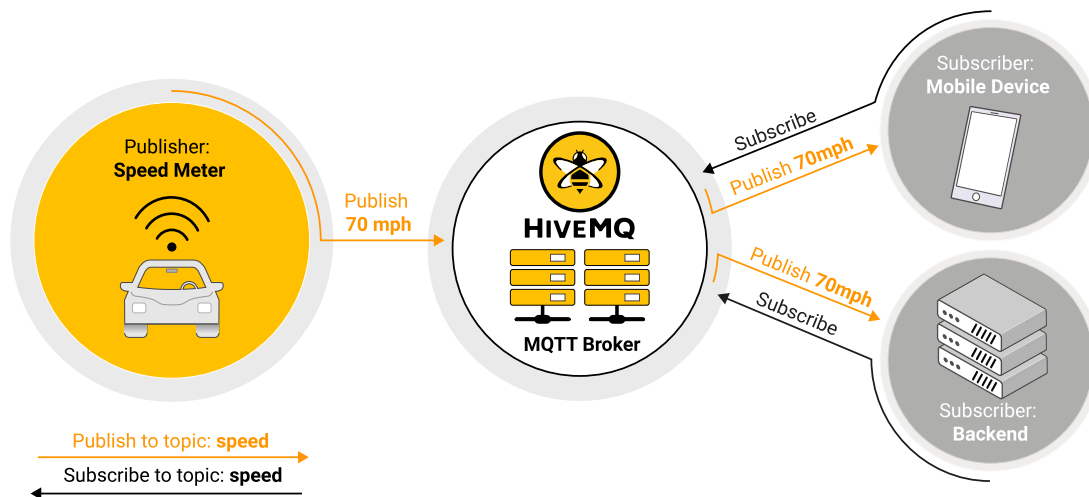 Publisher:
Speed Meter
Publish
70 mph
HIVEMQ
MQTT Broker
Subscribe
Publish 70mph
Subscriber:
Mobile Device
Publish 70mph
Subscribe
Subscriber:
Backend
Publish to topic: speed
Subscribe to topic: speed